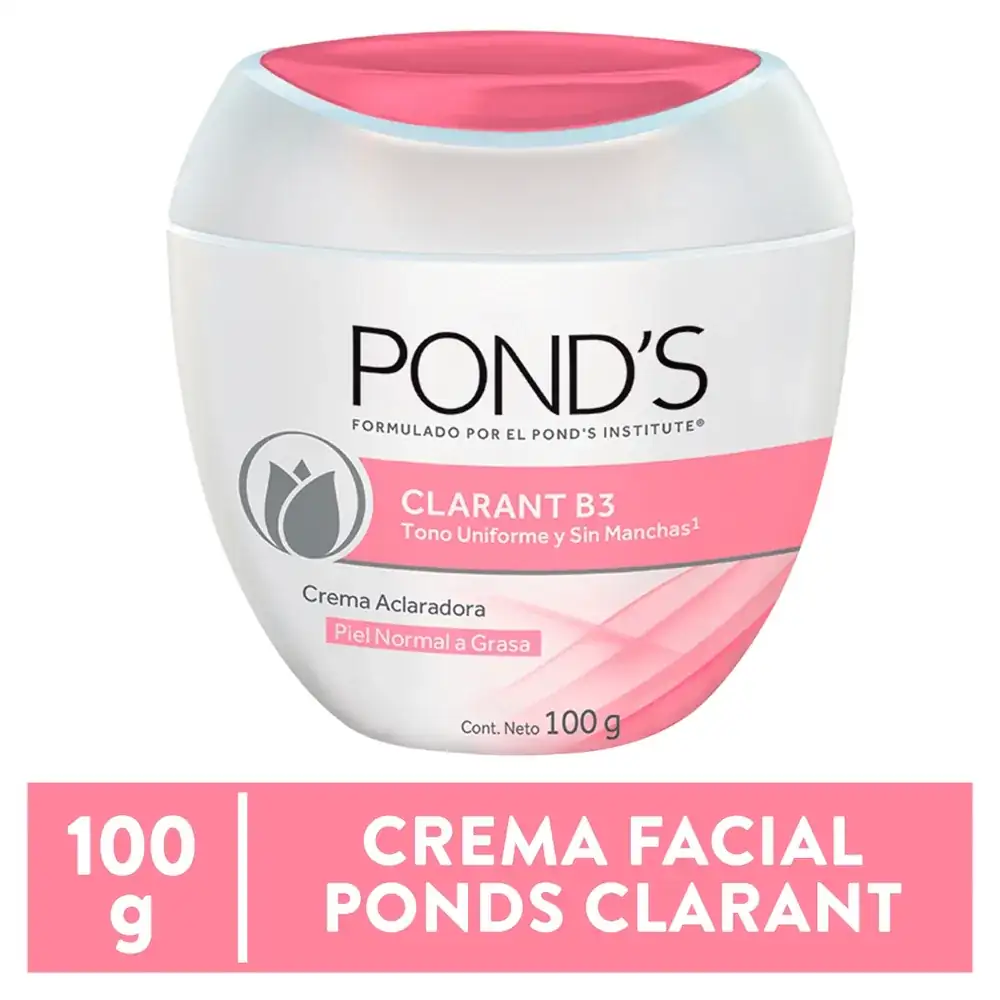 POND'S
FORMULADO POR EL POND'S INSTITUTE®
CLARANT B3
Tono Uniforme y Sin Manchas¹
Crema Aclaradora
Piel Normal a Grasa
Cont. Neto 100 g
100
g
CREMA FACIAL
PONDS CLARANT